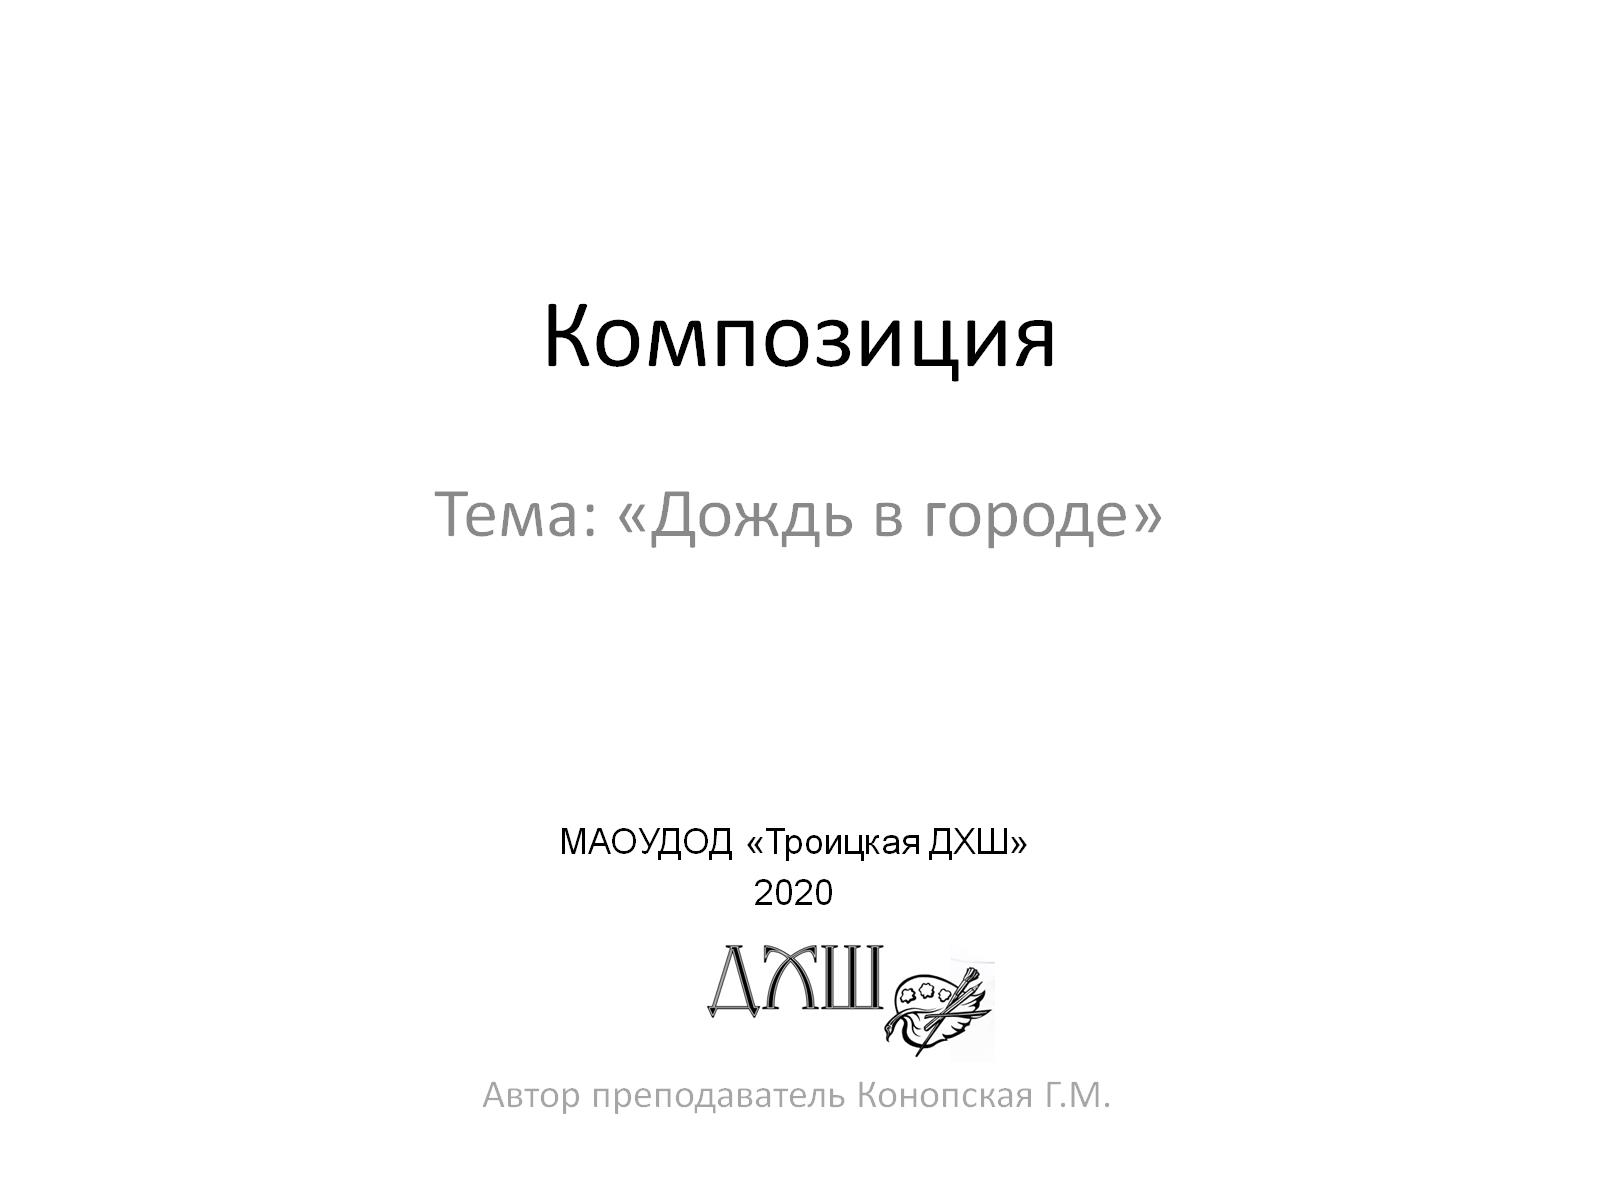 Композиция
Тема: «Дождь в городе»
МАОУДОД «Троицкая ДХШ»
2020
ДХШ
Автор преподаватель Конопская Г.М.